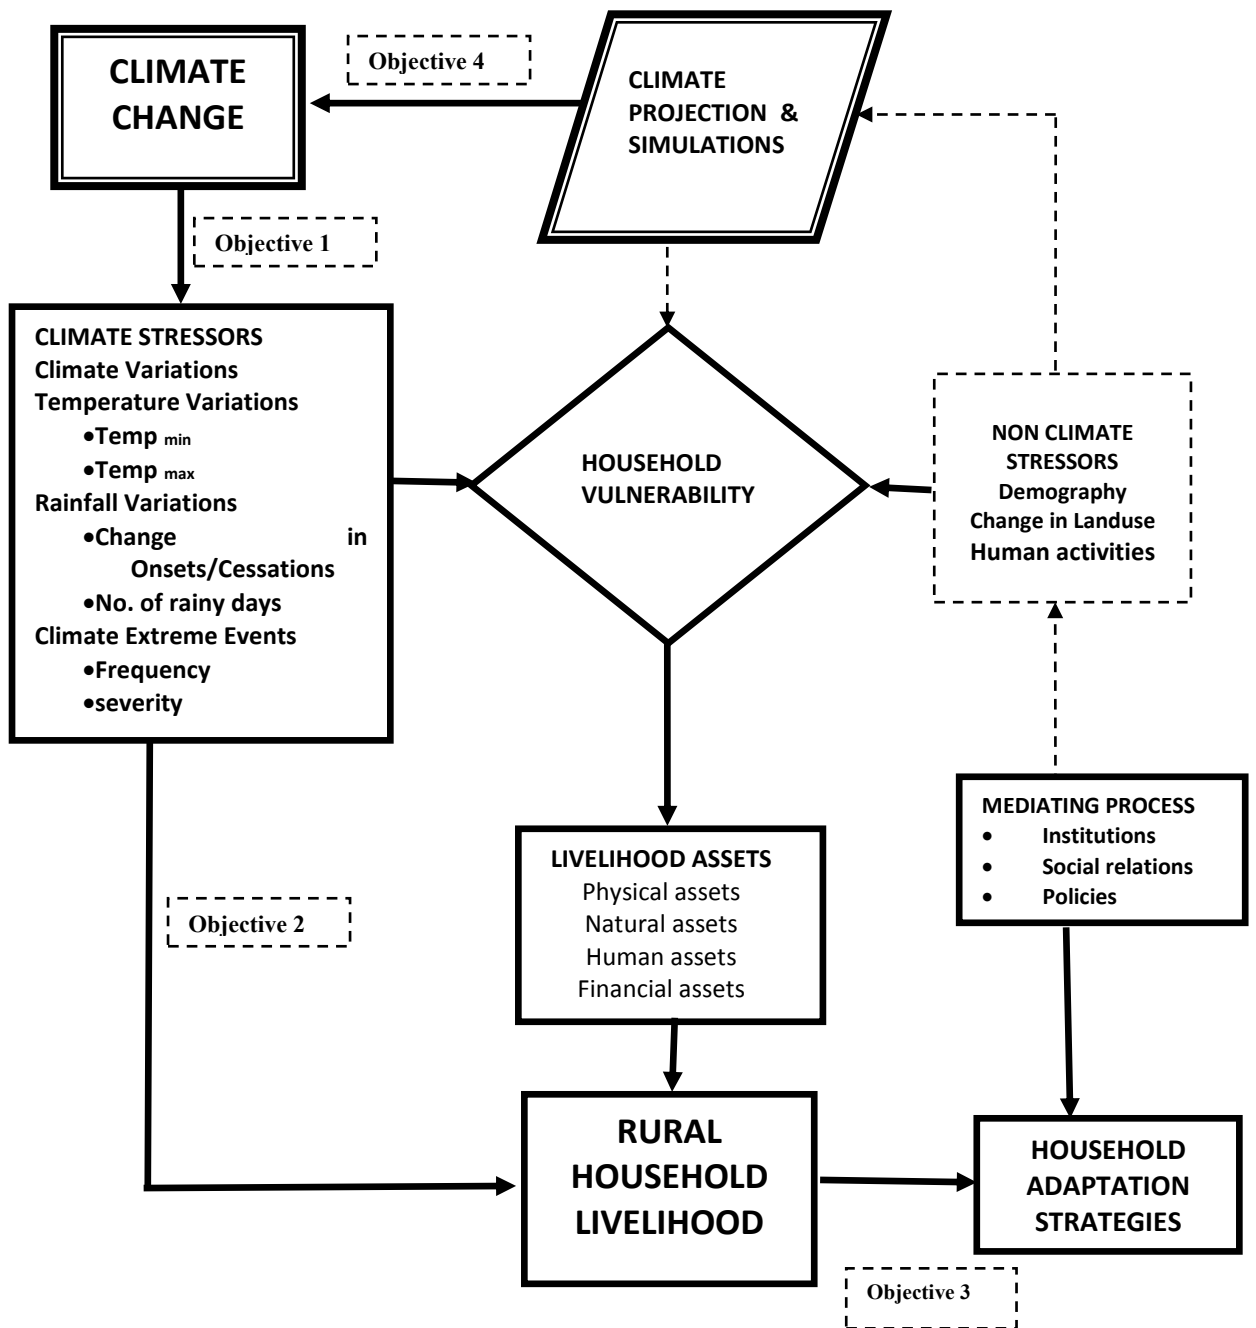 CLIMATE
CHANGE
Objective 4
CLIMATE
PROJECTION &
SIMULATIONS
Objective 1
CLIMATE STRESSORS
Climate Variations
Temperature Variations
•Temp min
•Temp max
Rainfall Variations
•Change in
Onsets/Cessations
•No. of rainy days
Climate Extreme Events
•Frequency
•severity
HOUSEHOLD
VULNERABILITY
NON CLIMATE
STRESSORS
Demography
Change in Landuse
Human activities
MEDIATING PROCESS
• Institutions
• Social relations
• Policies
LIVELIHOOD ASSETS
Physical assets
Natural assets
Human assets
Financial assets
Objective 2
RURAL
HOUSEHOLD
LIVELIHOOD
HOUSEHOLD
ADAPTATION
STRATEGIES
Objective 3